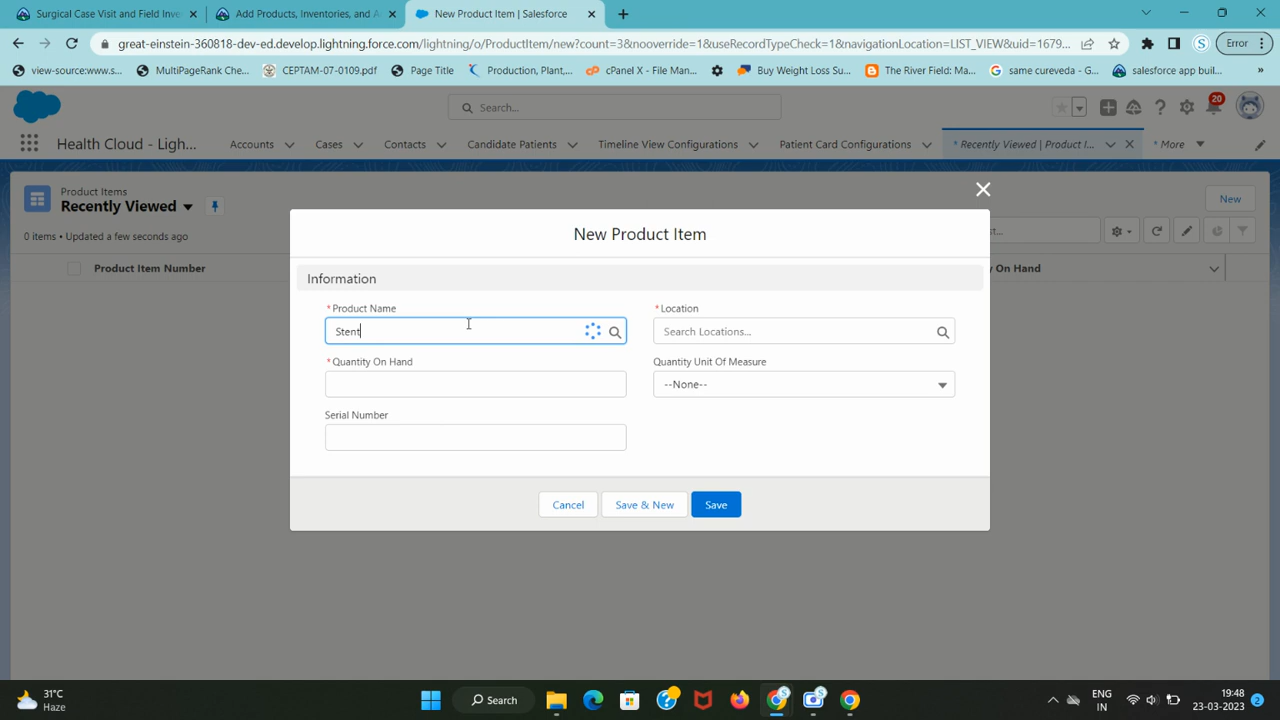 Surgical Case Visit and Field Inve
Add Products, Inventories, and A
New Product Item | Salesforce
great-einstein-360818-dev-ed.develop.lightning.force.com/lightning/o/ProductItem/new?count=3&nooverride=1&useRecordTypeCheck=1&navigationLocation=LIST_VIEW&uid=1679...
Error
view-source:www.s...
MultiPageRank Che...
CEPTAM-07-0109.pdf
Page Title
Production, Plant,...
cPanel X - File Man...
Buy Weight Loss Su...
The River Field: Ma...
same cureveda - G...
salesforce app buil...
»
Search...
20
Health Cloud - Ligh...
Accounts
Cases
Contacts
Candidate Patients
Timeline View Configurations
Patient Card Configurations
* Recently Viewed | Product I...
* More
Product Items
Recently Viewed
New
0 items • Updated a few seconds ago
t...
Product Item Number
y On Hand
New Product Item
Information
* Product Name
* Location
Stent
Search Locations...
* Quantity On Hand
Quantity Unit Of Measure
--None--
Serial Number
Cancel
Save & New
Save
31°C
Haze
Search
ENG
IN
19:48
23-03-2023
2